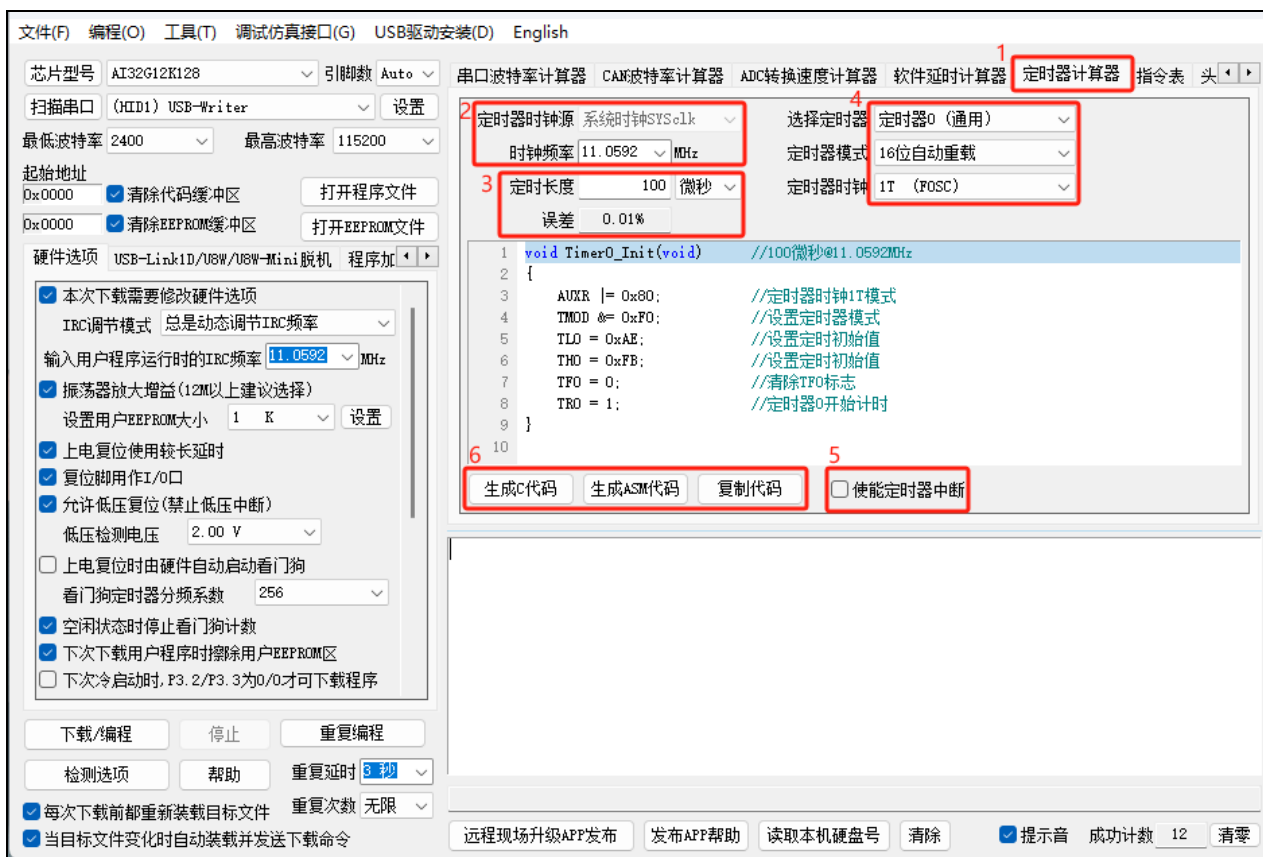 文件(F) 编程(O) 工具(T) 调试仿真接口(G) USB驱动安装(D) English
芯片型号 AI32G12K128 引脚数 Auto
扫描串口 (HID1) USB-Writer 设置
最低波特率 2400 最高波特率 115200
起始地址
0x0000 清除代码缓冲区 打开程序文件
0x0000 清除EEPROM缓冲区 打开EEPROM文件
硬件选项 USB-Link1D/U8W/U8W-Mini脱机 程序加
本次下载需要修改硬件选项
IRC调节模式 总是动态调节IRC频率
输入用户程序运行时的IRC频率 11.0592 MHz
振荡器放大增益(12M以上建议选择)
设置用户EEPROM大小 1 K 设置
上电复位使用较长延时
复位脚用作I/O口
允许低压复位(禁止低压中断)
低压检测电压 2.00 V
上电复位时由硬件自动启动看门狗
看门狗定时器分频系数 256
空闲状态时停止看门狗计数
下次下载用户程序时擦除用户EEPROM区
下次冷启动时,P3.2/P3.3为0/0才可下载程序
下载/编程 停止 重复编程
检测选项 帮助 重复延时 3 秒
每次下载前都重新装载目标文件 重复次数 无限
当目标文件变化时自动装载并发送下载命令
1
串口波特率计算器 CAN波特率计算器 ADC转换速度计算器 软件延时计算器 定时器计算器 指令表 头
2 定时器时钟源 系统时钟SYSclk 选择定时器 4 定时器0 (通用)
时钟频率 11.0592 MHz 定时器模式 16位自动重载
3 定时长度 100 微秒 定时器时钟 1T (FOSC)
误差 0.01%
1 void Timer0_Init(void) //100微秒@11.0592MHz
2 {
3 AUXR |= 0x80; //定时器时钟1T模式
4 TMOD &= 0xF0; //设置定时器模式
5 TL0 = 0xAE; //设置定时初始值
6 TH0 = 0xFB; //设置定时初始值
7 TF0 = 0; //清除TF0标志
8 TR0 = 1; //定时器0开始计时
9 }
10
6 生成C代码 生成ASM代码 复制代码 5 使能定时器中断
远程现场升级APP发布 发布APP帮助 读取本机硬盘号 清除 提示音 成功计数 12 清零